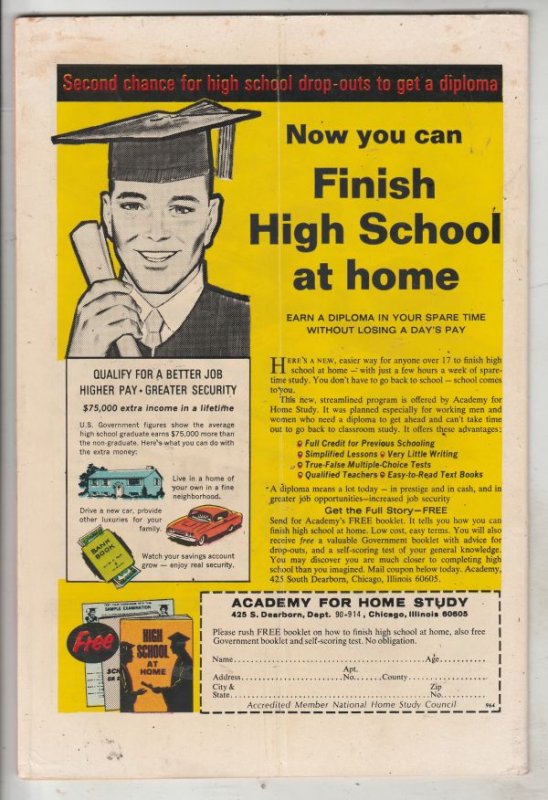 Second chance for high school drop-outs to get a diploma
Now you can
Finish
High School
at home
EARN A DIPLOMA IN YOUR SPARE TIME
WITHOUT LOSING A DAY'S PAY
HERE'S A NEW, easier way for anyone over 17 to finish high
school at home — with just a few hours a week of spare-
time study. You don't have to go back to school — school comes
to you.
This new, streamlined program is offered by Academy for
Home Study. It was planned especially for working men and
women who need a diploma to get ahead and can't take time
out to go back to classroom study. It offers these advantages:
Full Credit for Previous Schooling
Simplified Lessons Very Little Writing
True-False Multiple-Choice Tests
Qualified Teachers Easy-to-Read Text Books
A diploma means a lot today — in prestige and in cash, and in
greater job opportunities—increased job security
Get the Full Story—FREE
Send for Academy's FREE booklet. It tells you how you can
finish high school at home. Low cost, easy terms. You will also
receive free a valuable Government booklet with advice for
drop-outs, and a self-scoring test of your general knowledge.
You may discover you are much closer to completing high
school than you imagined. Mail coupon below today. Academy,
425 South Dearborn, Chicago, Illinois 60605.
QUALIFY FOR A BETTER JOB
HIGHER PAY • GREATER SECURITY
$75,000 extra income in a lifetime
U.S. Government figures show the average
high school graduate earns $75,000 more than
the non-graduate. Here's what you can do with
the extra money:
Live in a home of
your own in a fine
neighborhood.
Drive a new car, provide
other luxuries for your
family.
BANK
BOOK
Watch your savings account
grow — enjoy real security.
SAMPLE EXAMINATION
Free
HIGH
SCHOOL
AT
HOME
ACADEMY FOR HOME STUDY
425 S. Dearborn, Dept. 90-914, Chicago, Illinois 60605
Please rush FREE booklet on how to finish high school at home, also free
Government booklet and self-scoring test. No obligation.
Name Age
Apt.
Address No. County
City & Zip
State No.
Accredited Member National Home Study Council 964